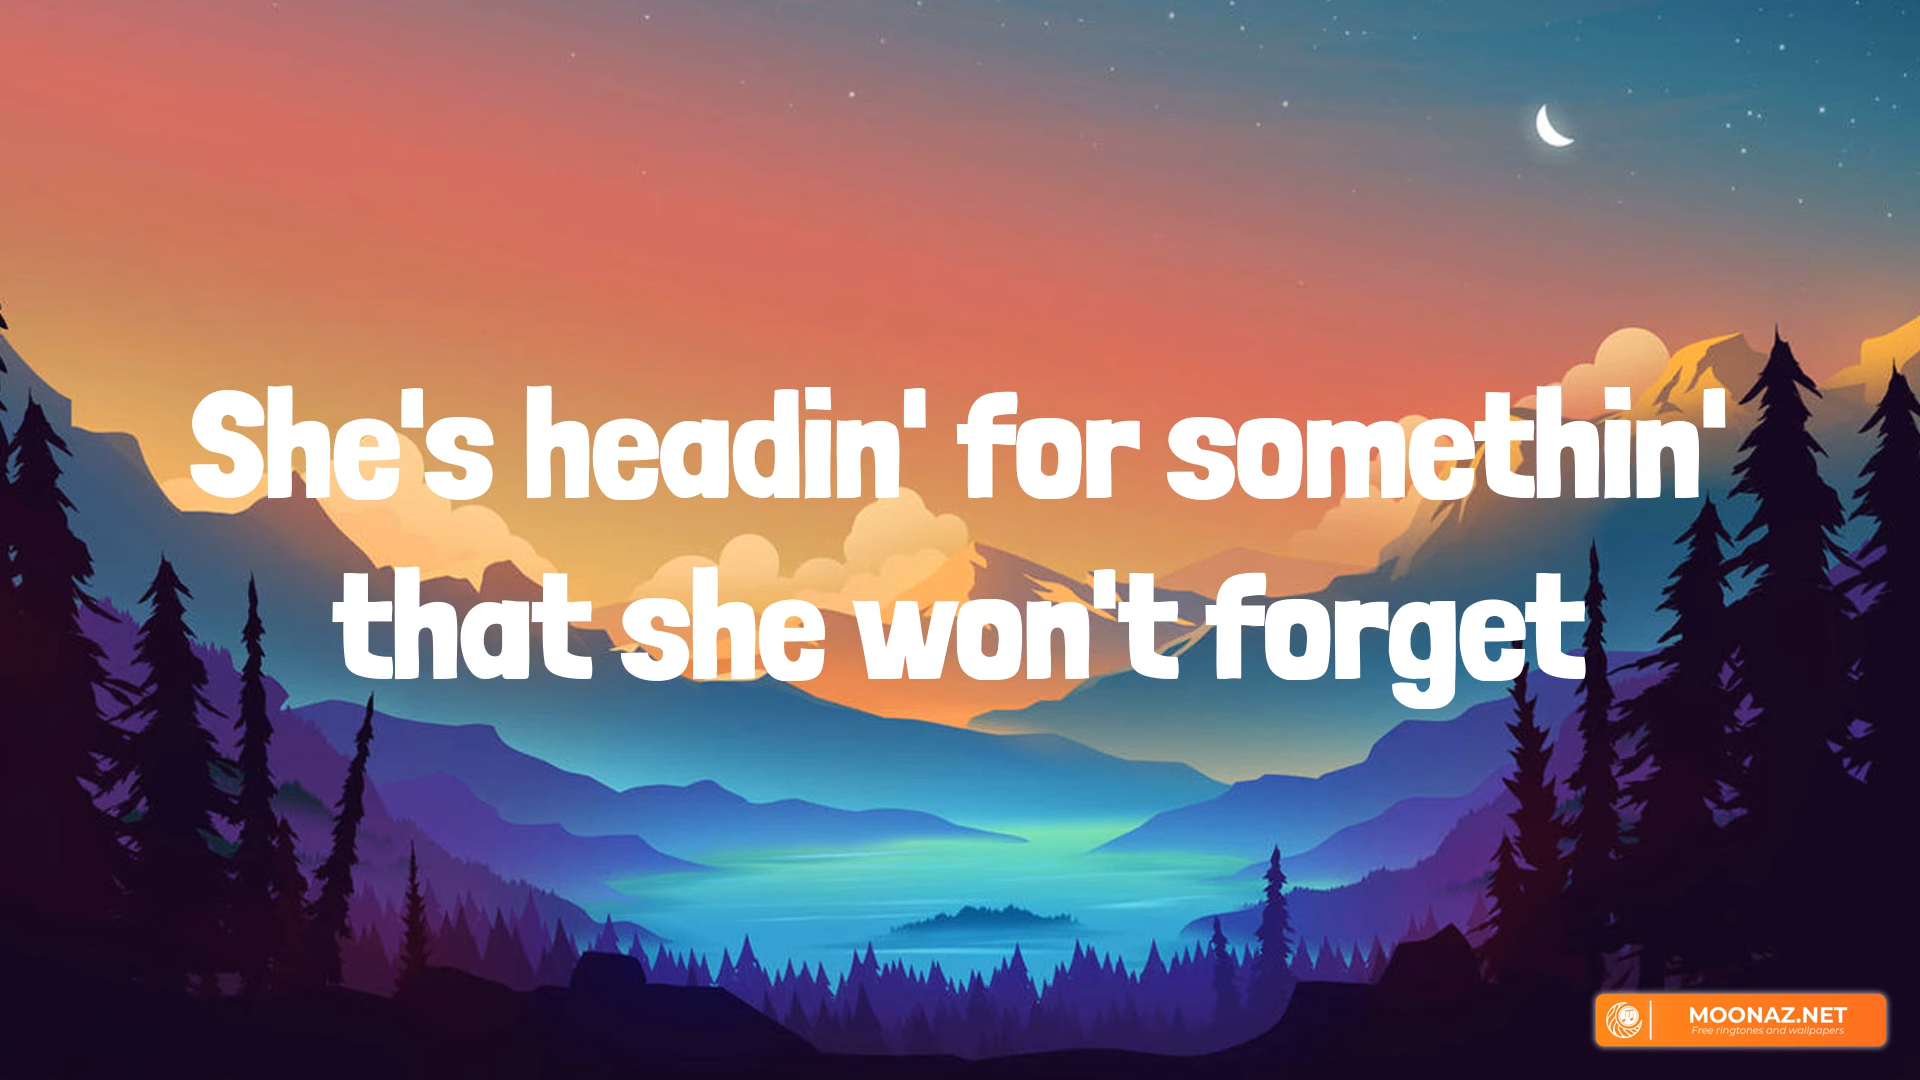 She's headin' for somethin'
that she won't forget
MOONAZ.NET
Free ringtones and wallpapers